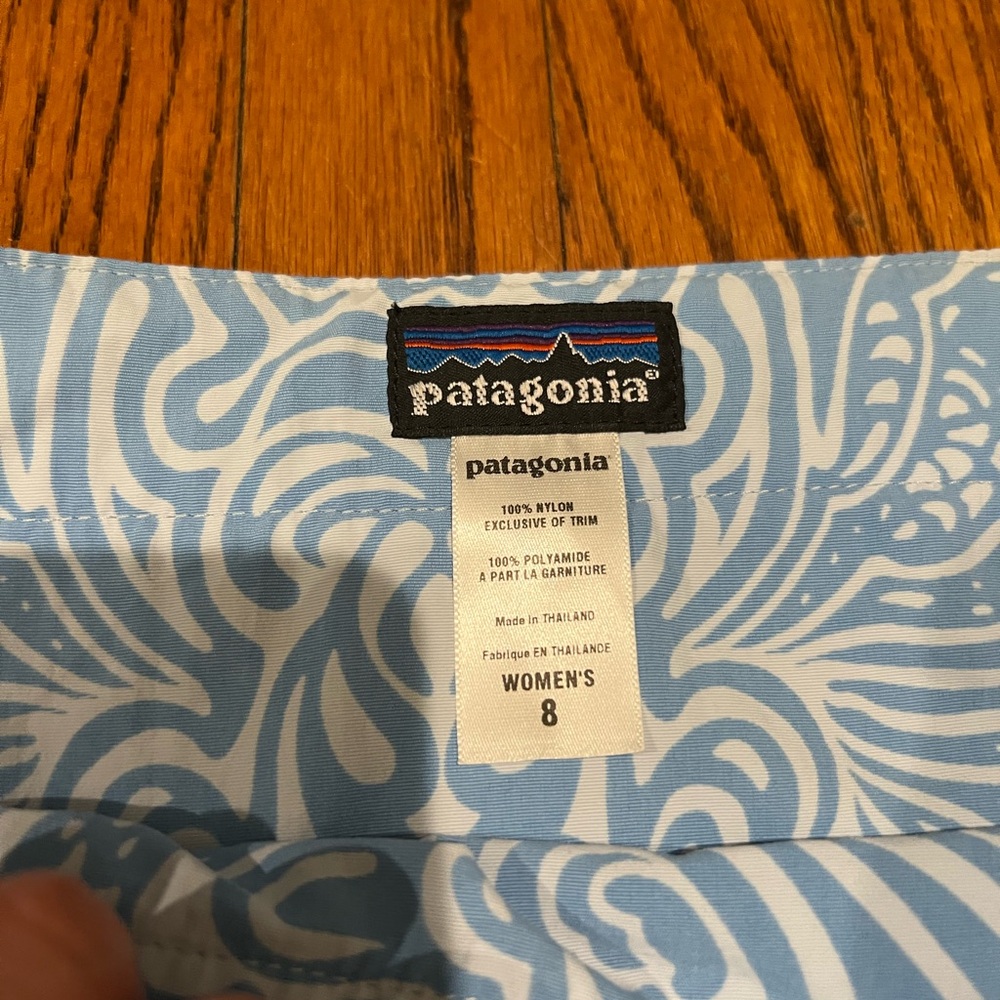 patagonia®
patagonia®
100% NYLON
EXCLUSIVE OF TRIM
100% POLYAMIDE
A PART LA GARNITURE
Made in THAILAND
Fabrique EN THAILANDE
WOMEN'S
8